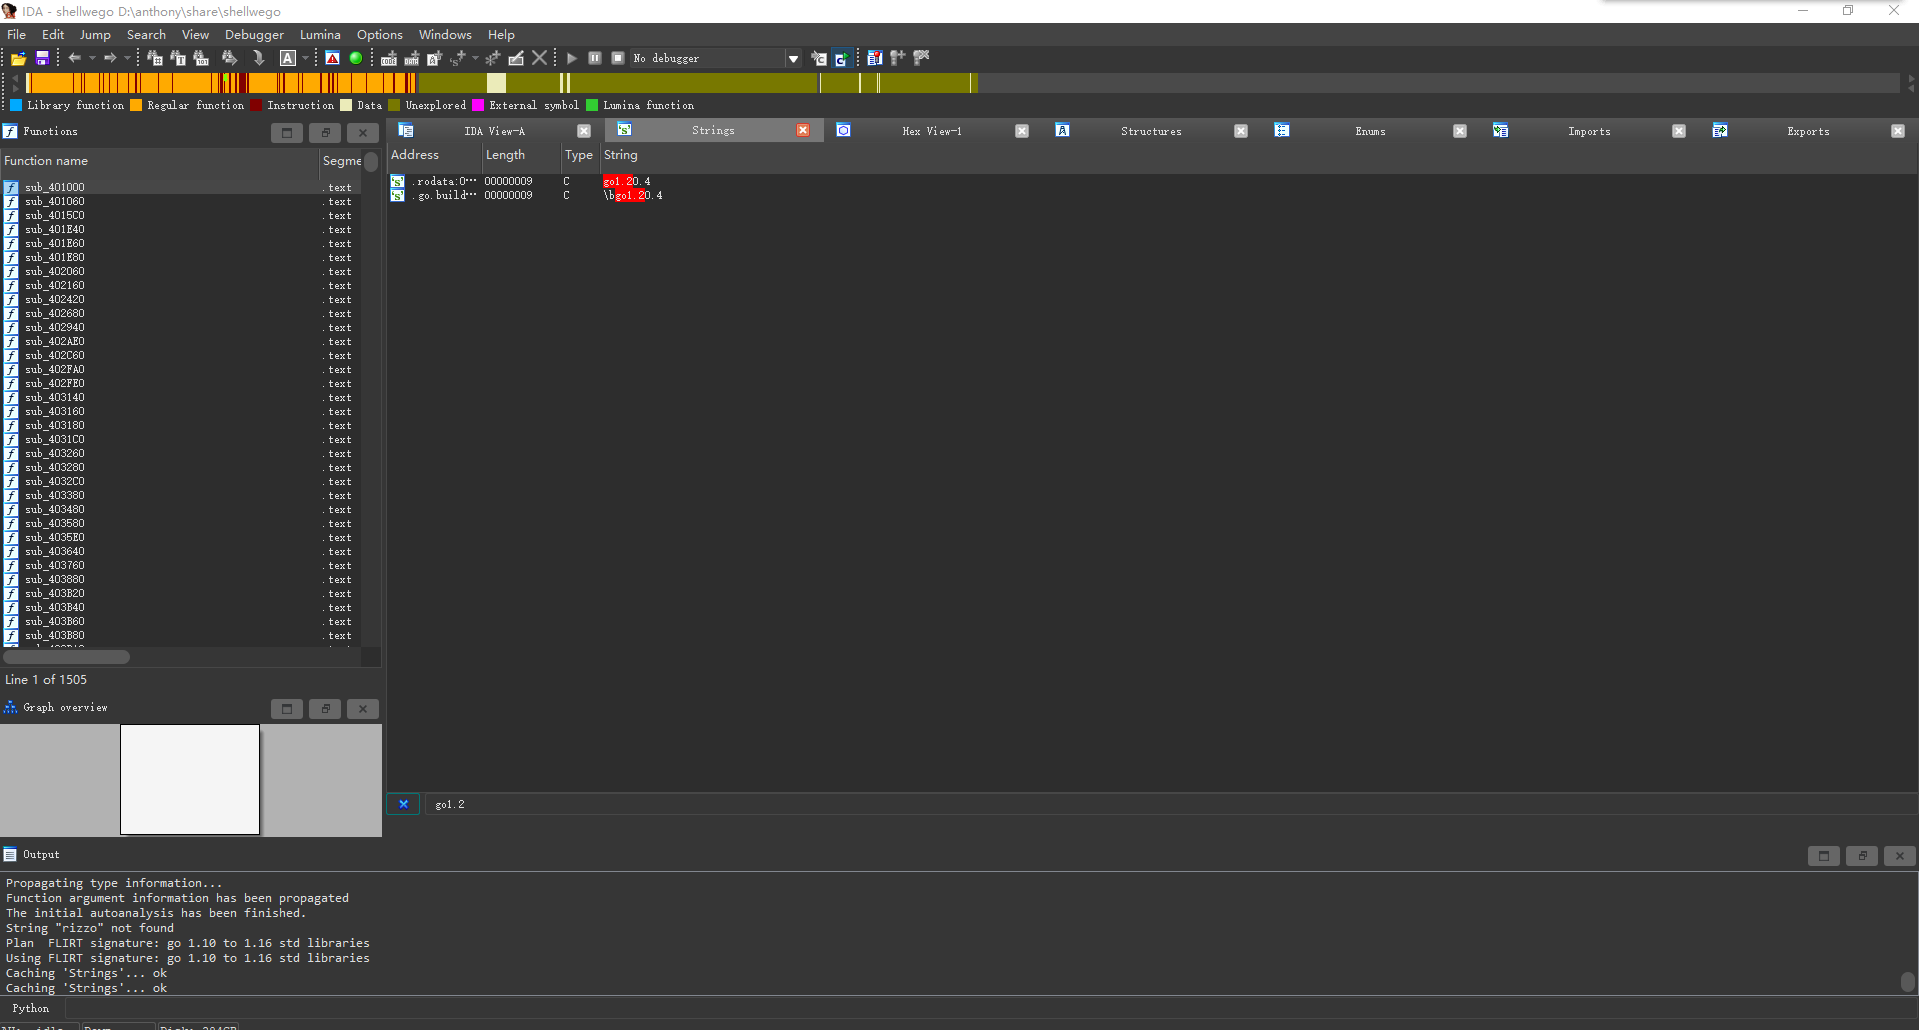 IDA - shellwego D:\anthony\share\shellwego
File Edit Jump Search View Debugger Lumina Options Windows Help
No debugger
Library function Regular function Instruction Data Unexplored External symbol Lumina function
Functions
Function name Segme
sub_401000 .text
sub_401060 .text
sub_4015C0 .text
sub_401E40 .text
sub_401E60 .text
sub_401E80 .text
sub_402060 .text
sub_402160 .text
sub_402420 .text
sub_402680 .text
sub_402940 .text
sub_402AE0 .text
sub_402C60 .text
sub_402FA0 .text
sub_402FE0 .text
sub_403140 .text
sub_403160 .text
sub_403180 .text
sub_4031C0 .text
sub_403260 .text
sub_403280 .text
sub_4032C0 .text
sub_403380 .text
sub_403480 .text
sub_403580 .text
sub_4035E0 .text
sub_403640 .text
sub_403760 .text
sub_403880 .text
sub_403B20 .text
sub_403B40 .text
sub_403B60 .text
sub_403B80 .text
Line 1 of 1505
Graph overview
IDA View-A Strings Hex View-1 Structures Enums Imports Exports
Address Length Type String
.rodata:0… 00000009 C go1.20.4
.go.build… 00000009 C \bgo1.20.4
go1.2
Output
Propagating type information...
Function argument information has been propagated
The initial autoanalysis has been finished.
String "rizzo" not found
Plan FLIRT signature: go 1.10 to 1.16 std libraries
Using FLIRT signature: go 1.10 to 1.16 std libraries
Caching 'Strings'... ok
Caching 'Strings'... ok
Python